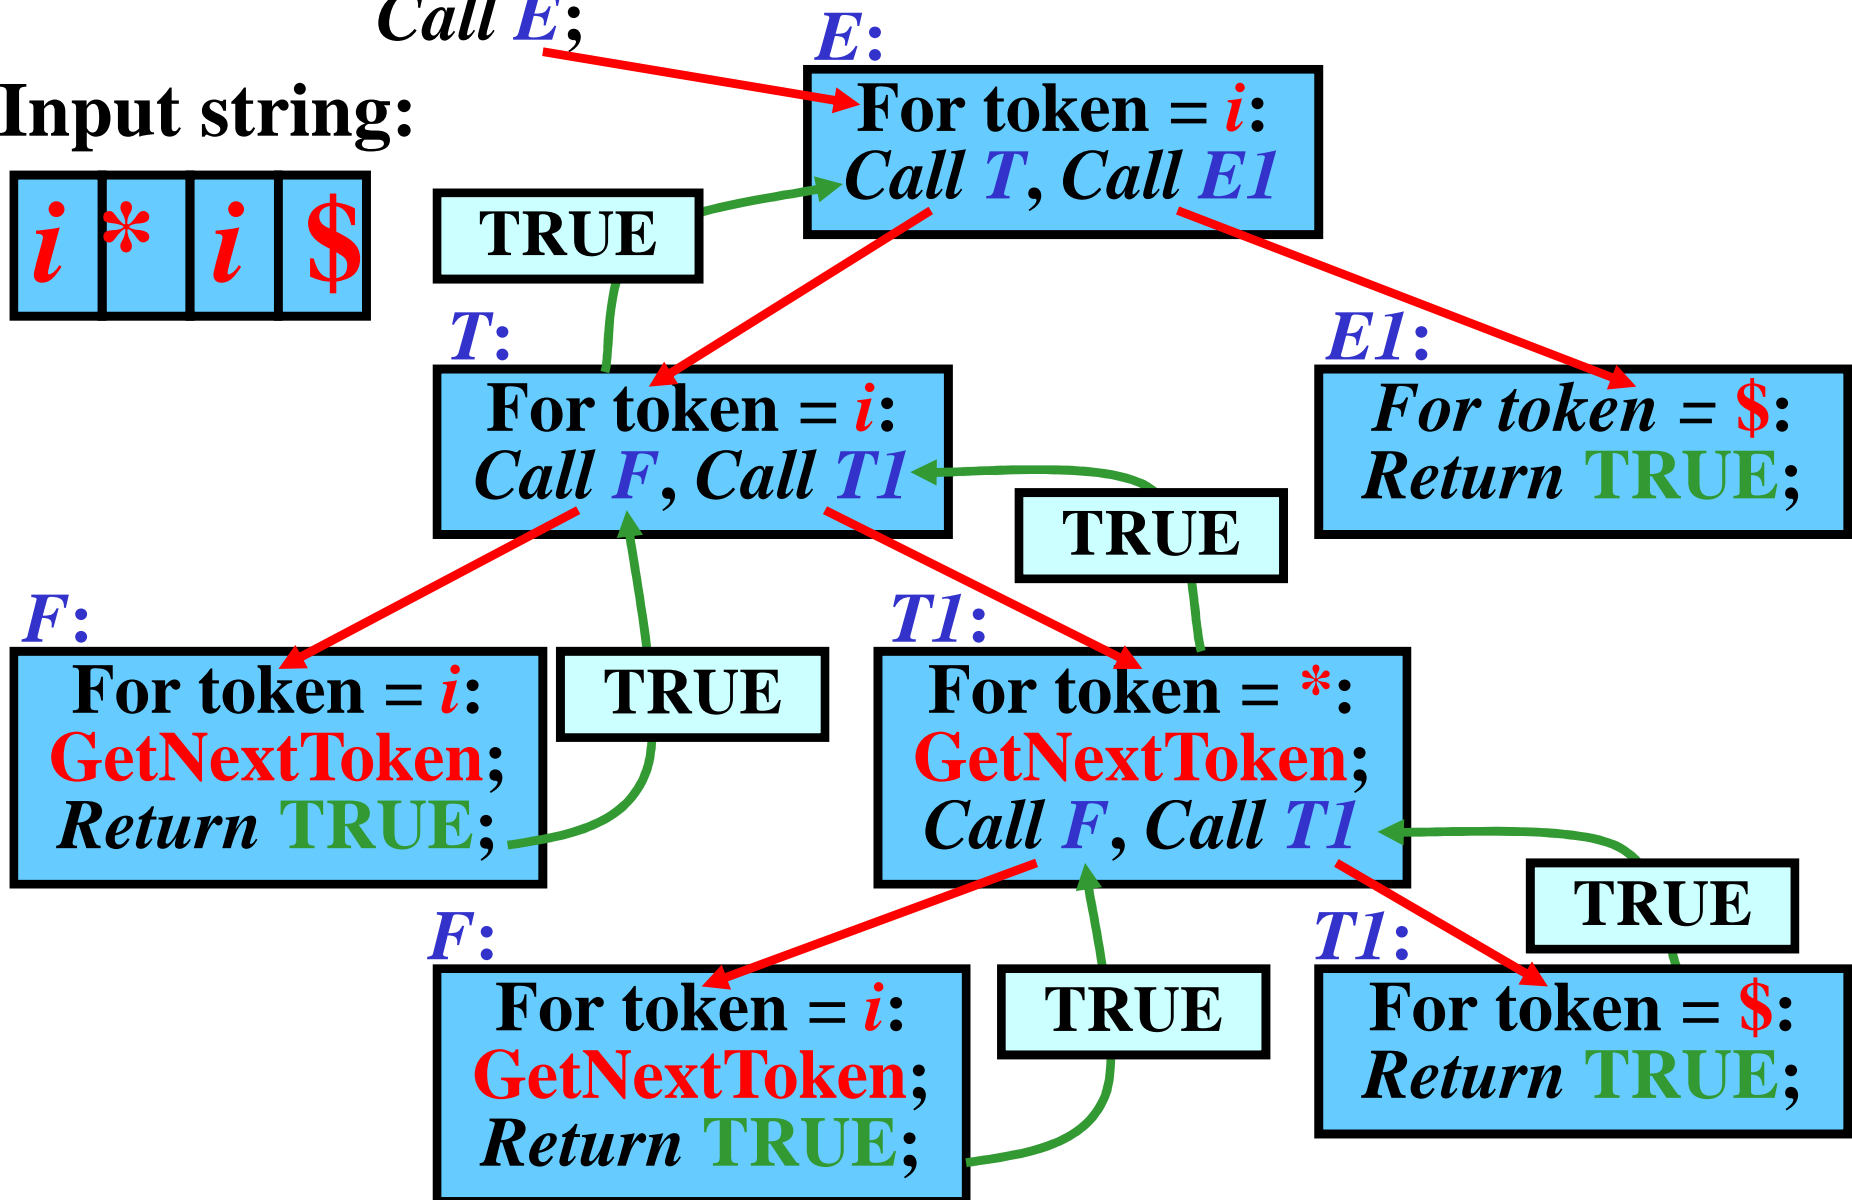 Call E;
E:
Input string:
For token = i:
Call T, Call E1
i * i $
TRUE
T:
E1:
For token = i:
Call F, Call T1
For token = $:
Return TRUE;
TRUE
F:
T1:
For token = i:
GetNextToken;
Return TRUE;
TRUE
For token = *:
GetNextToken;
Call F, Call T1
TRUE
F:
T1:
For token = i:
GetNextToken;
Return TRUE;
TRUE
For token = $:
Return TRUE;